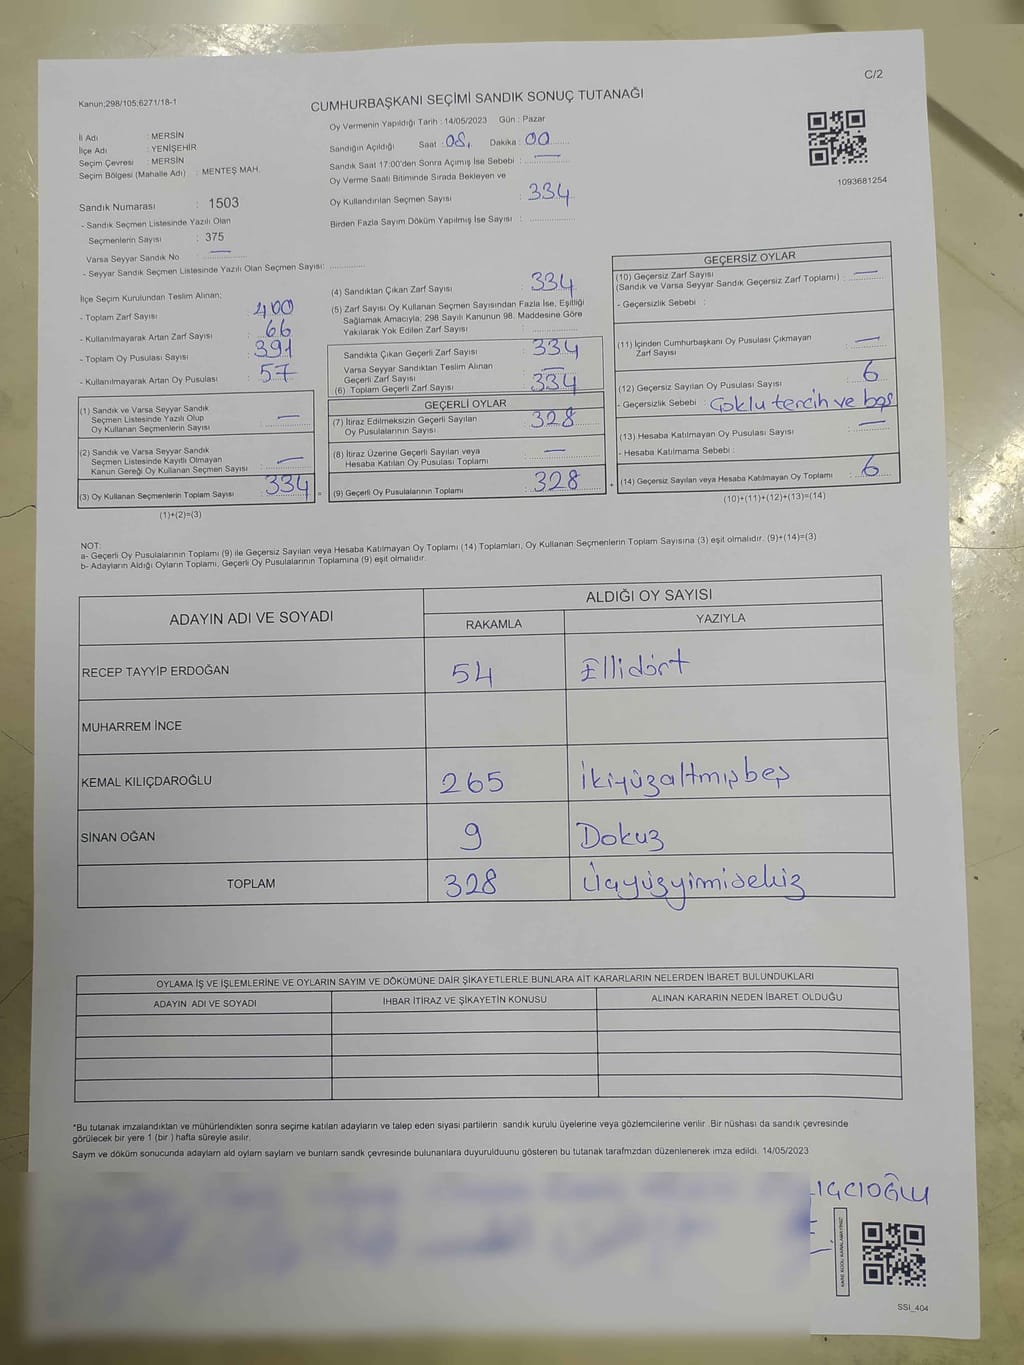 C/2
Kanun;298/105;6271/18-1
CUMHURBAŞKANI SEÇİMİ SANDIK SONUÇ TUTANAĞI
1093681254
İl Adı : MERSİN
İlçe Adı : YENİŞEHİR
Seçim Çevresi : MERSİN
Seçim Bölgesi (Mahalle Adı) : MENTEŞ MAH.
Sandık Numarası : 1503
- Sandık Seçmen Listesinde Yazılı Olan
Seçmenlerin Sayısı : 375
Varsa Seyyar Sandık No : —
- Seyyar Sandık Seçmen Listesinde Yazılı Olan Seçmen Sayısı: ..............
Oy Vermenin Yapıldığı Tarih : 14/05/2023 Gün : Pazar
Sandığın Açıldığı Saat : 08, Dakika : 00
Sandık Saat 17:00'den Sonra Açımış İse Sebebi : —
Oy Verme Saati Bitiminde Sırada Bekleyen ve
Oy Kullandırılan Seçmen Sayısı : 334
Birden Fazla Sayım Döküm Yapılmış İse Sayısı : ..............
İlçe Seçim Kurulundan Teslim Alınan;
- Toplam Zarf Sayısı : 400
- Kullanılmayarak Artan Zarf Sayısı : 66
- Toplam Oy Pusulası Sayısı : 391
- Kullanılmayarak Artan Oy Pusulası : 57
(1) Sandık ve Varsa Seyyar Sandık
Seçmen Listesinde Yazılı Olup
Oy Kullanan Seçmenlerin Sayısı : —
(2) Sandık ve Varsa Seyyar Sandık
Seçmen Listesinde Kayıtlı Olmayan
Kanun Gereği Oy Kullanan Seçmen Sayısı : —
(3) Oy Kullanan Seçmenlerin Toplam Sayısı : 334 =
(1)+(2)=(3)
(4) Sandıktan Çıkan Zarf Sayısı : 334
(5) Zarf Sayısı Oy Kullanan Seçmen Sayısından Fazla İse, Eşitliği
Sağlamak Amacıyla; 298 Sayılı Kanunun 98. Maddesine Göre
Yakılarak Yok Edilen Zarf Sayısı : ..............
Sandıkta Çıkan Geçerli Zarf Sayısı : 334
Varsa Seyyar Sandıktan Teslim Alınan
Geçerli Zarf Sayısı : —
(6) Toplam Geçerli Zarf Sayısı : 334
GEÇERLİ OYLAR
(7) İtiraz Edilmeksizin Geçerli Sayılan
Oy Pusulalarının Sayısı : 328
(8) İtiraz Üzerine Geçerli Sayılan veya
Hesaba Katılan Oy Pusulası Toplamı : —
(9) Geçerli Oy Pusulalarının Toplamı : 328 +
GEÇERSİZ OYLAR
(10) Geçersiz Zarf Sayısı
(Sandık ve Varsa Seyyar Sandık Geçersiz Zarf Toplamı) : —
- Geçersizlik Sebebi :
(11) İçinden Cumhurbaşkanı Oy Pusulası Çıkmayan
Zarf Sayısı : —
(12) Geçersiz Sayılan Oy Pusulası Sayısı : 6
- Geçersizlik Sebebi : Çoklu tercih ve boş
(13) Hesaba Katılmayan Oy Pusulası Sayısı : —
- Hesaba Katılmama Sebebi :
(14) Geçersiz Sayılan veya Hesaba Katılmayan Oy Toplamı : 6
(10)+(11)+(12)+(13)=(14)
NOT:
a- Geçerli Oy Pusulalarının Toplamı (9) ile Geçersiz Sayılan veya Hesaba Katılmayan Oy Toplamı (14) Toplamları, Oy Kullanan Seçmenlerin Toplam Sayısına (3) eşit olmalıdır. (9)+(14)=(3)
b- Adayların Aldığı Oyların Toplamı, Geçerli Oy Pusulalarının Toplamına (9) eşit olmalıdır.
ADAYIN ADI VE SOYADI ALDIĞI OY SAYISI
RAKAMLA YAZIYLA
RECEP TAYYİP ERDOĞAN 54 Ellidört
MUHARREM İNCE
KEMAL KILIÇDAROĞLU 265 İkiyüzaltmışbeş
SİNAN OĞAN 9 Dokuz
TOPLAM 328 Üçyüzyimisekiz
OYLAMA İŞ VE İŞLEMLERİNE VE OYLARIN SAYIM VE DÖKÜMÜNE DAİR ŞİKAYETLERLE BUNLARA AİT KARARLARIN NELERDEN İBARET BULUNDUKLARI
ADAYIN ADI VE SOYADI İHBAR İTİRAZ VE ŞİKAYETİN KONUSU ALINAN KARARIN NEDEN İBARET OLDUĞU
*Bu tutanak imzalandıktan ve mühürlendikten sonra seçime katılan adayların ve talep eden siyasi partilerin sandık kurulu üyelerine veya gözlemcilerine verilir .Bir nüshası da sandık çevresinde
görülecek bir yere 1 (bir ) hafta süreyle asılır.
Saym ve döküm sonucunda adaylarn ald oylarn saylarn ve bunlarn sandk çevresinde bulunanlara duyurulduunu gösteren bu tutanak tarafmzdan düzenlenerek imza edildi. 14/05/2023
KARE KODU KARALAMAYINIZ
SSI_404